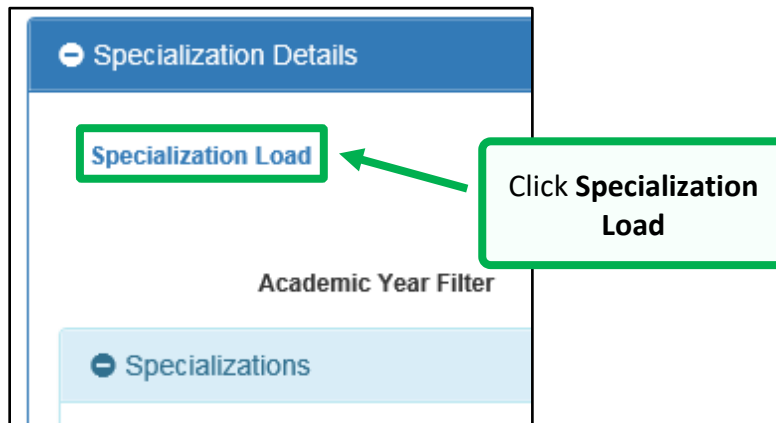 Specialization Details
Specialization Load
Click Specialization
Load
Academic Year Filter
Specializations